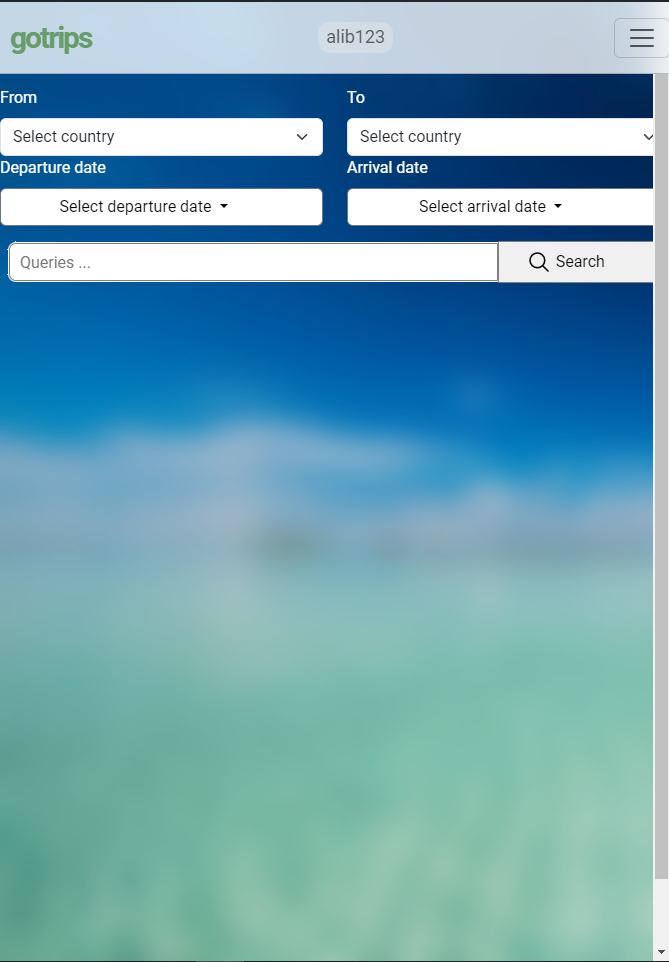 gotrips alib123
From To
Select country Select country
Departure date Arrival date
Select departure date Select arrival date
Queries ... Search